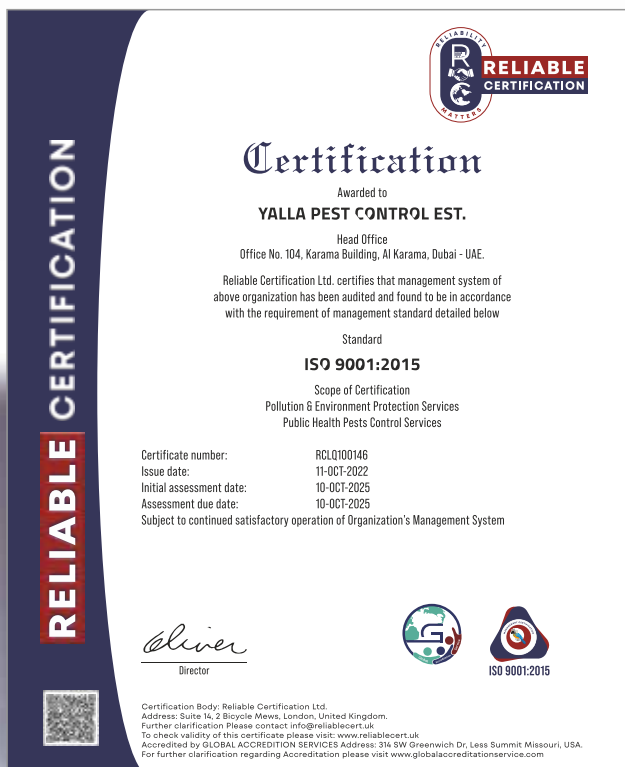 RELIABILITY
R
C
MATTERS
RELIABLE
CERTIFICATION
RELIABLE CERTIFICATION
Certification
Awarded to
YALLA PEST CONTROL EST.
Head Office
Office No. 104, Karama Building, Al Karama, Dubai - UAE.
Reliable Certification Ltd. certifies that management system of
above organization has been audited and found to be in accordance
with the requirement of management standard detailed below
Standard
ISO 9001:2015
Scope of Certification
Pollution & Environment Protection Services
Public Health Pests Control Services
Certificate number: RCLQ100146
Issue date: 11-OCT-2022
Initial assessment date: 10-OCT-2025
Assessment due date: 10-OCT-2025
Subject to continued satisfactory operation of Organization's Management System
Oliver
Director
G
ISO 9001:2015
Certification Body: Reliable Certification Ltd.
Address: Suite 14, 2 Bicycle Mews, London, United Kingdom.
Further clarification Please contact info@reliablecert.uk
To check validity of this certificate please visit: www.reliablecert.uk
Accredited by GLOBAL ACCREDITION SERVICES Address: 314 SW Greenwich Dr, Less Summit Missouri, USA.
For further clarification regarding Accreditation please visit www.globalaccreditationservice.com